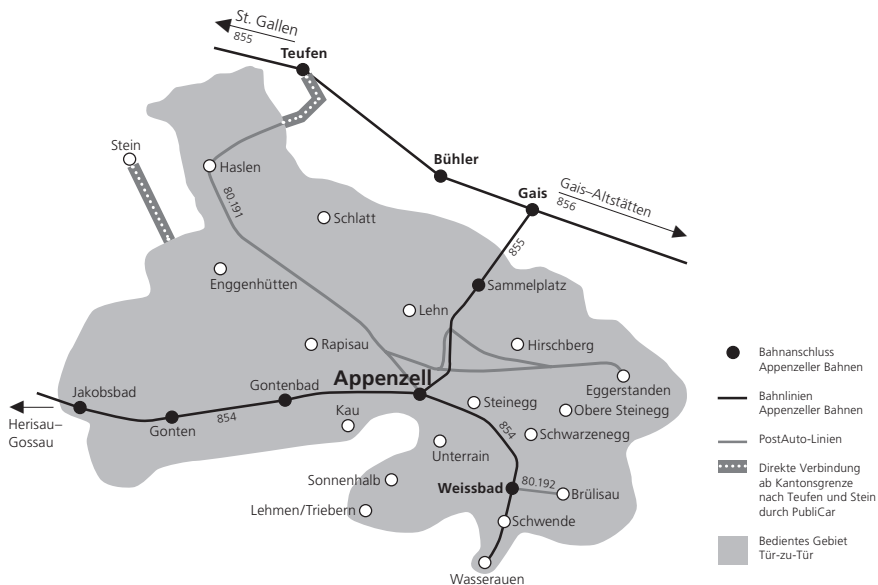 St. Gallen
855
Teufen
Stein
Haslen
80.191
Bühler
Gais
Gais–Altstätten
856
Schlatt
855
Enggenhütten
Sammelplatz
Lehn
Rapisau
Hirschberg
Appenzell
Eggerstanden
Jakobsbad
Gontenbad
Steinegg
Obere Steinegg
Herisau–
Gossau
Gonten
854
Kau
854
Schwarzenegg
Unterrain
Sonnenhalb
Weissbad
80.192
Brülisau
Lehmen/Triebern
Schwende
Wasserauen
Bahnanschluss
Appenzeller Bahnen
Bahnlinien
Appenzeller Bahnen
PostAuto-Linien
Direkte Verbindung
ab Kantonsgrenze
nach Teufen und Stein
durch PubliCar
Bedientes Gebiet
Tür-zu-Tür